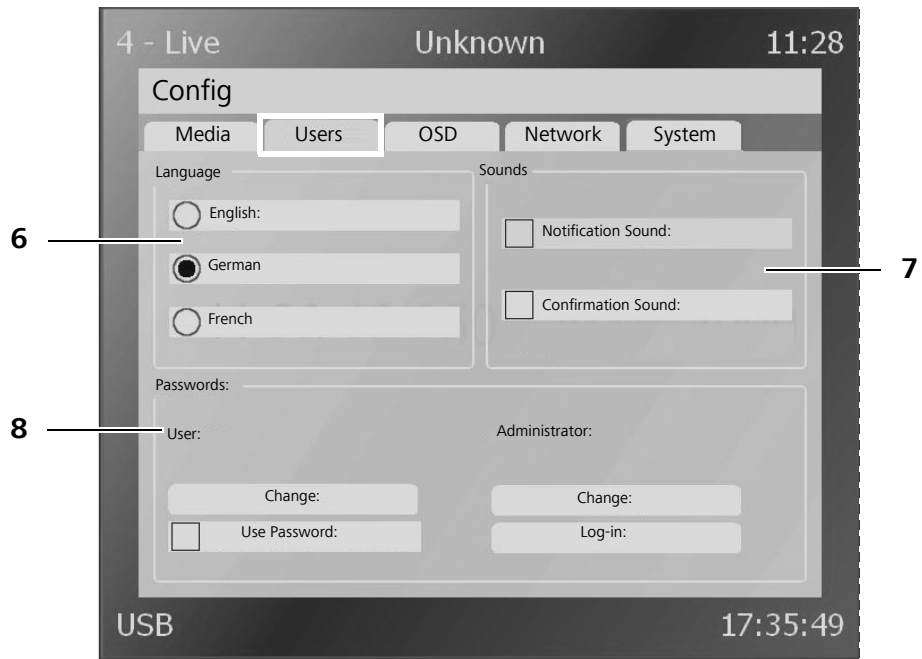 4 - Live Unknown 11:28
Config
Media Users OSD Network System
Language
English:
German
French
Sounds
Notification Sound:
Confirmation Sound:
6
7
Passwords:
8
User:
Change:
Use Password:
Administrator:
Change:
Log-in:
USB 17:35:49